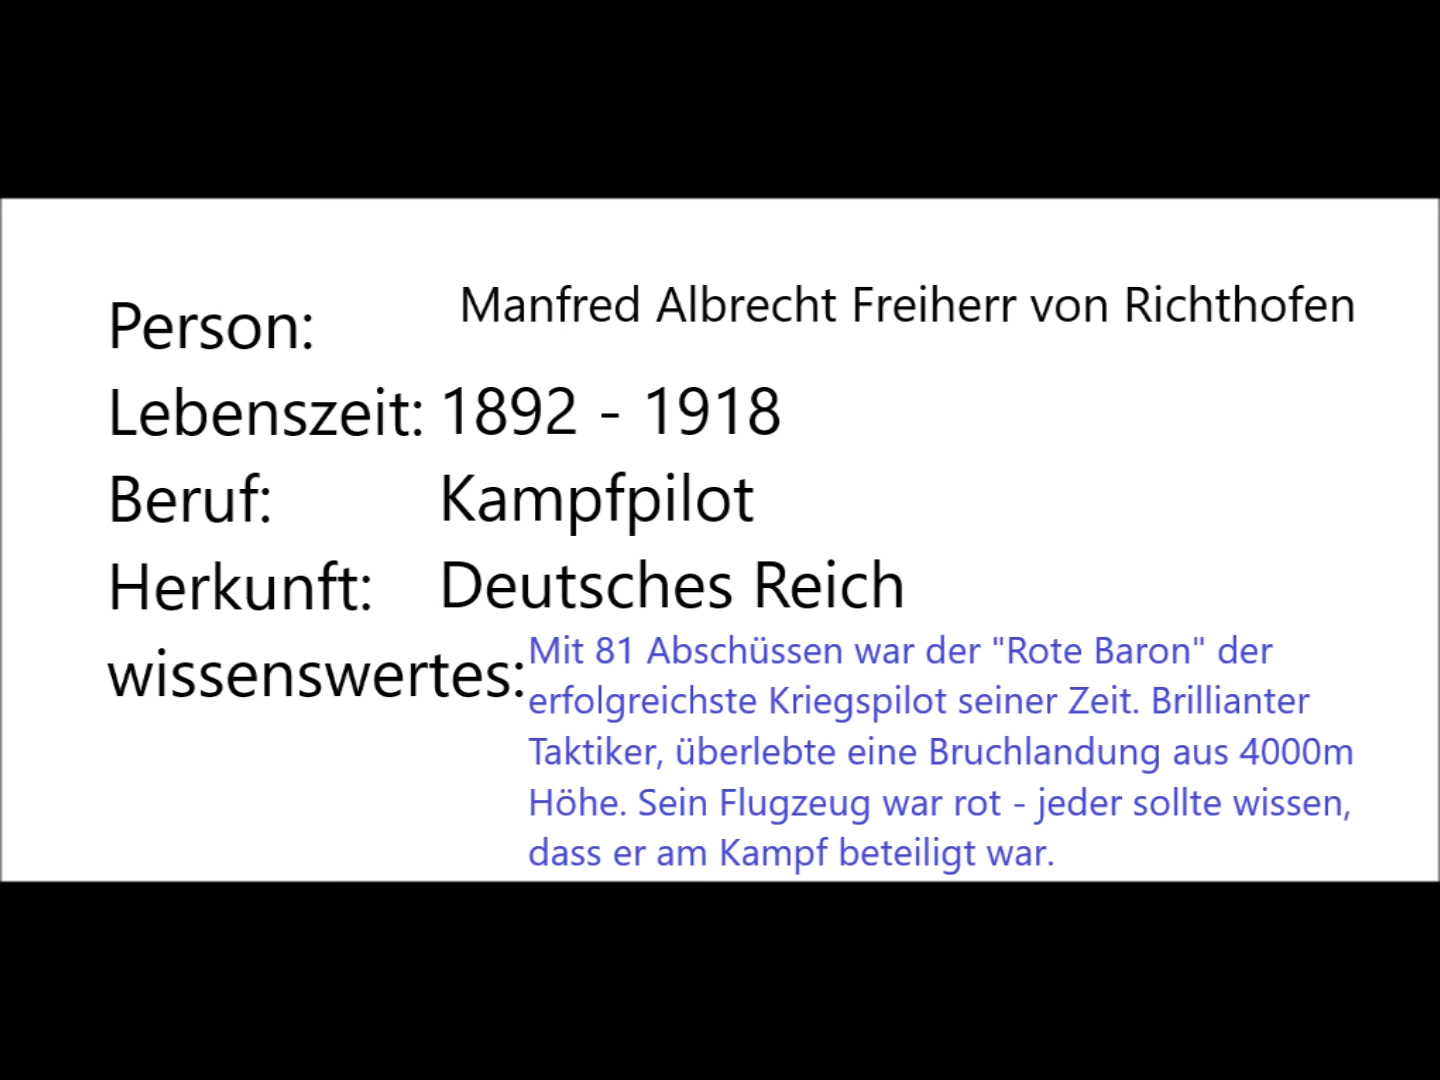 Person: Manfred Albrecht Freiherr von Richthofen
Lebenszeit: 1892 - 1918
Beruf: Kampfpilot
Herkunft: Deutsches Reich
wissenswertes: Mit 81 Abschüssen war der "Rote Baron" der
erfolgreichste Kriegspilot seiner Zeit. Brillianter
Taktiker, überlebte eine Bruchlandung aus 4000m
Höhe. Sein Flugzeug war rot - jeder sollte wissen,
dass er am Kampf beteiligt war.